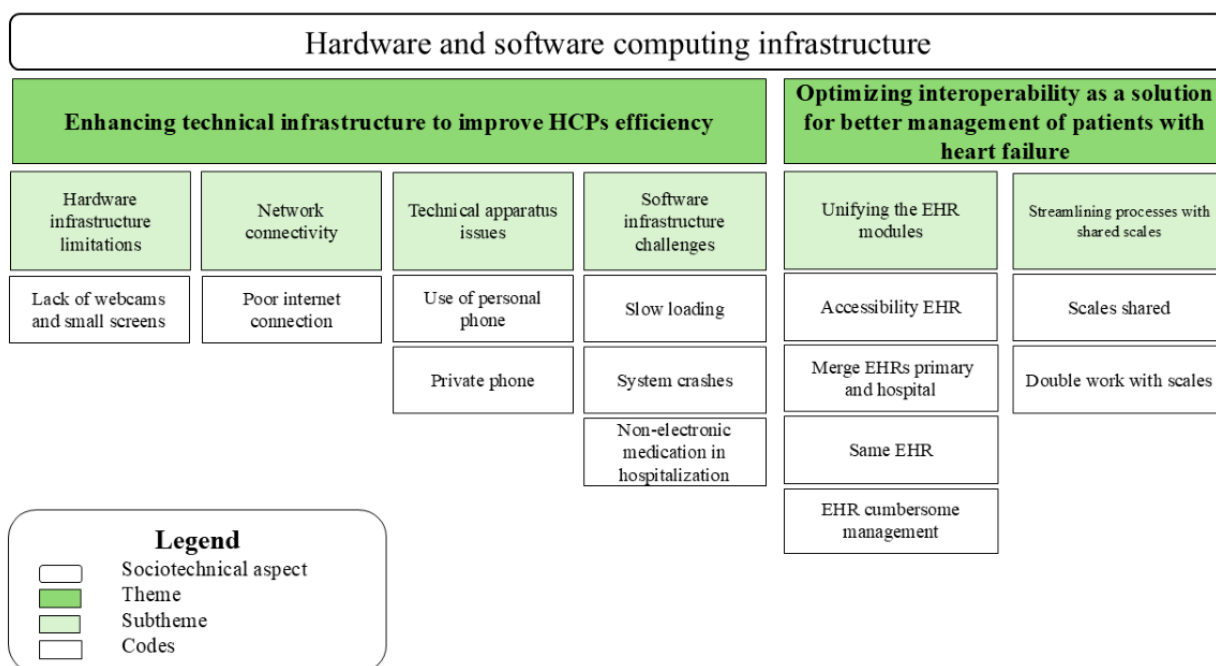 Hardware and software computing infrastructure
Enhancing technical infrastructure to improve HCPs efficiency
Optimizing interoperability as a solution
for better management of patients with
heart failure
Hardware
infrastructure
limitations
Network
connectivity
Technical apparatus
issues
Software
infrastructure
challenges
Unifying the EHR
modules
Streamlining processes with
shared scales
Lack of webcams
and small screens
Poor internet
connection
Use of personal
phone
Slow loading
Accessibility EHR
Scales shared
Private phone
System crashes
Merge EHRs primary
and hospital
Double work with scales
Non-electronic
medication in
hospitalization
Same EHR
EHR cumbersome
management
Legend
Sociotechnical aspect
Theme
Subtheme
Codes